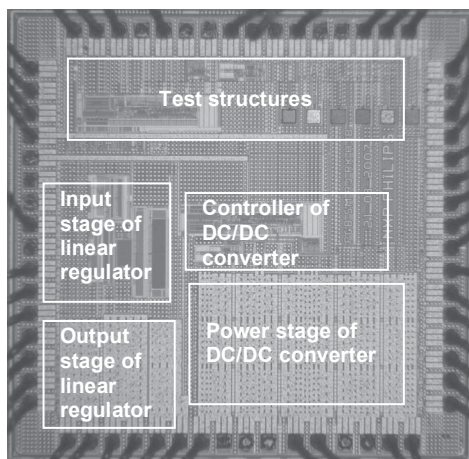 Test structures
Input
stage of
linear
regulator
Controller of
DC/DC
converter
Output
stage of
linear
regulator
Power stage of
DC/DC converter
PHILIPS